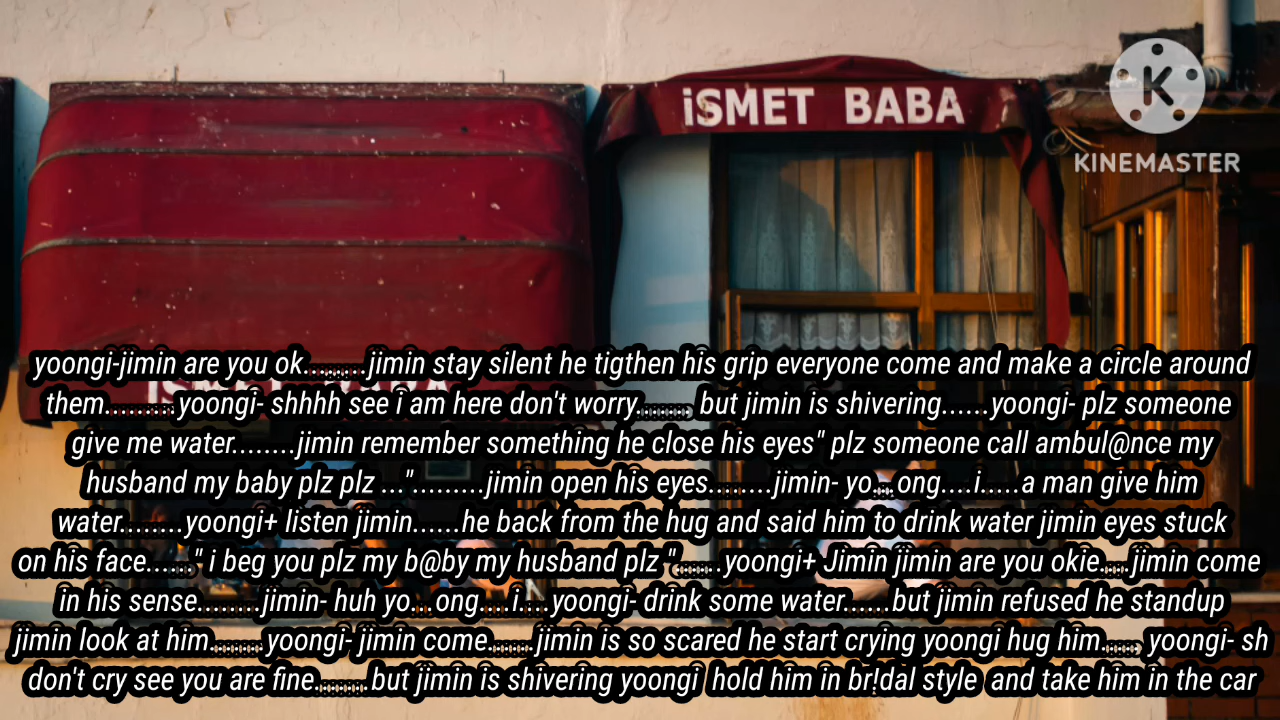 iSMET BABA
KINEMASTER
yoongi-jimin are you ok..........jimin stay silent he tigthen his grip everyone come and make a circle around
them...........yoongi- shhhh see i am here don't worry......... but jimin is shivering......yoongi- plz someone
give me water........jimin remember something he close his eyes" plz someone call ambul@nce my
husband my baby plz plz ...".........jimin open his eyes.........jimin- yo....ong....i.....a man give him
water........yoongi+ listen jimin......he back from the hug and said him to drink water jimin eyes stuck
on his face......." i beg you plz my b@by my husband plz ".......yoongi+ Jimin jimin are you okie.....jimin come
in his sense.........jimin- huh yo....ong....i....yoongi- drink some water......but jimin refused he standup
jimin look at him..........yoongi- jimin come........jimin is so scared he start crying yoongi hug him....... yoongi- sh
don't cry see you are fine.........but jimin is shivering yoongi hold him in br!dal style and take him in the car